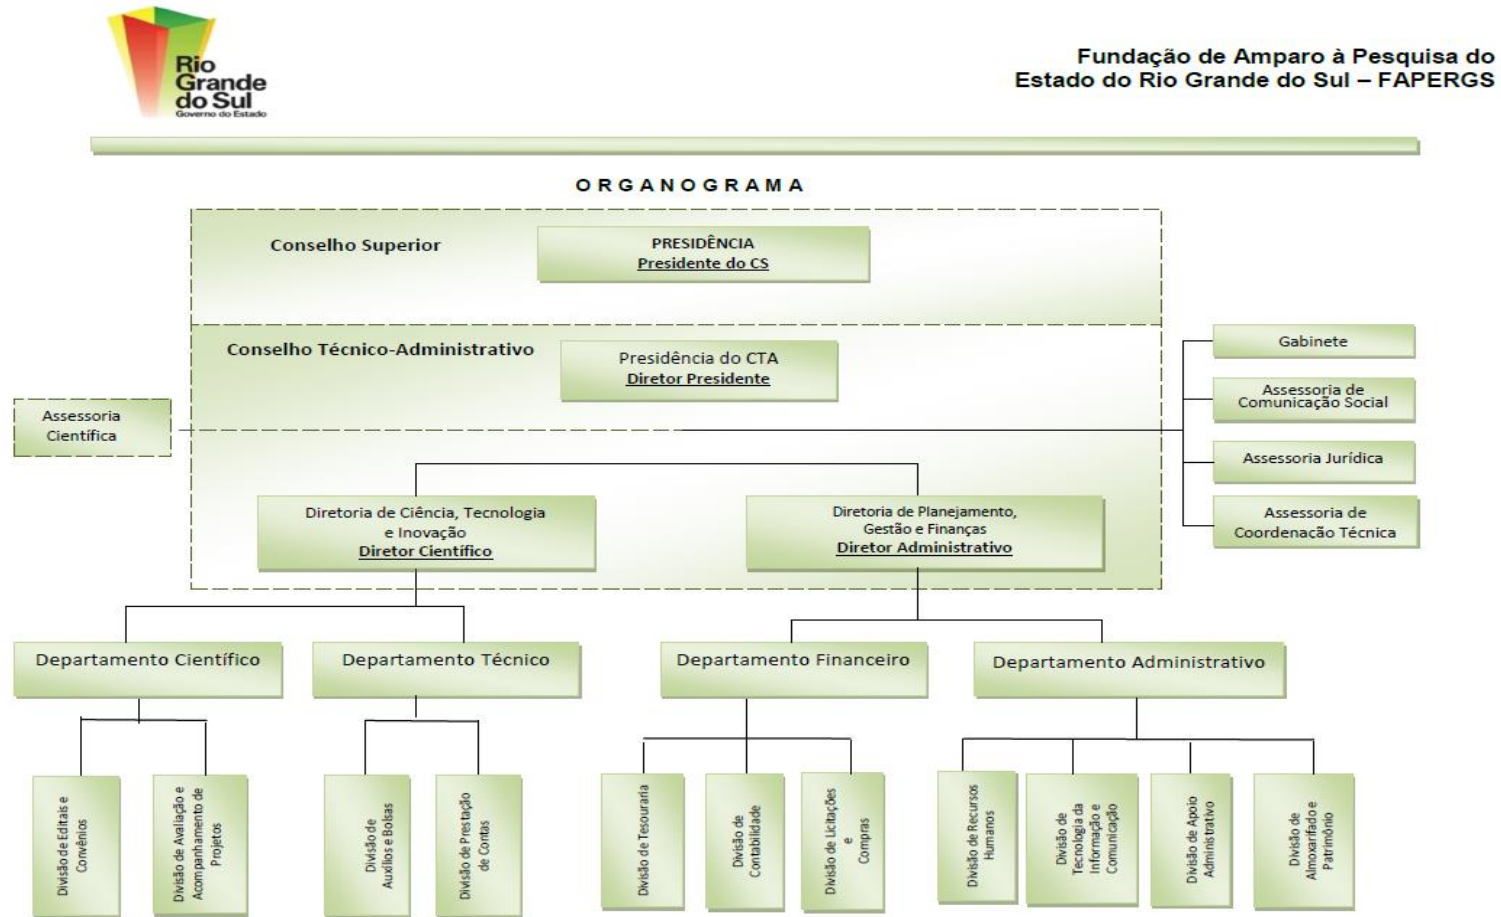 Rio
Grande
do Sul
Governo do Estado
Fundação de Amparo à Pesquisa do
Estado do Rio Grande do Sul – FAPERGS
ORGANOGRAMA
Conselho Superior
PRESIDÊNCIA
Presidente do CS
Conselho Técnico-Administrativo
Presidência do CTA
Diretor Presidente
Gabinete
Assessoria de
Comunicação Social
Assessoria
Científica
Assessoria Jurídica
Assessoria de
Coordenação Técnica
Diretoria de Ciência, Tecnologia
e Inovação
Diretor Científico
Diretoria de Planejamento,
Gestão e Finanças
Diretor Administrativo
Departamento Científico
Departamento Técnico
Departamento Financeiro
Departamento Administrativo
Divisão de Editais e
Convênios
Divisão de Avaliação e
Acompanhamento de
Projetos
Divisão de
Auxílios e Bolsas
Divisão de Prestação
de Contas
Divisão de Tesouraria
Divisão de
Contabilidade
Divisão de Licitações
e
Compras
Divisão de Recursos
Humanos
Divisão de
Tecnologia da
Informação e
Comunicação
Divisão de Apoio
Administrativo
Divisão de
Almoxarifado e
Patrimônio